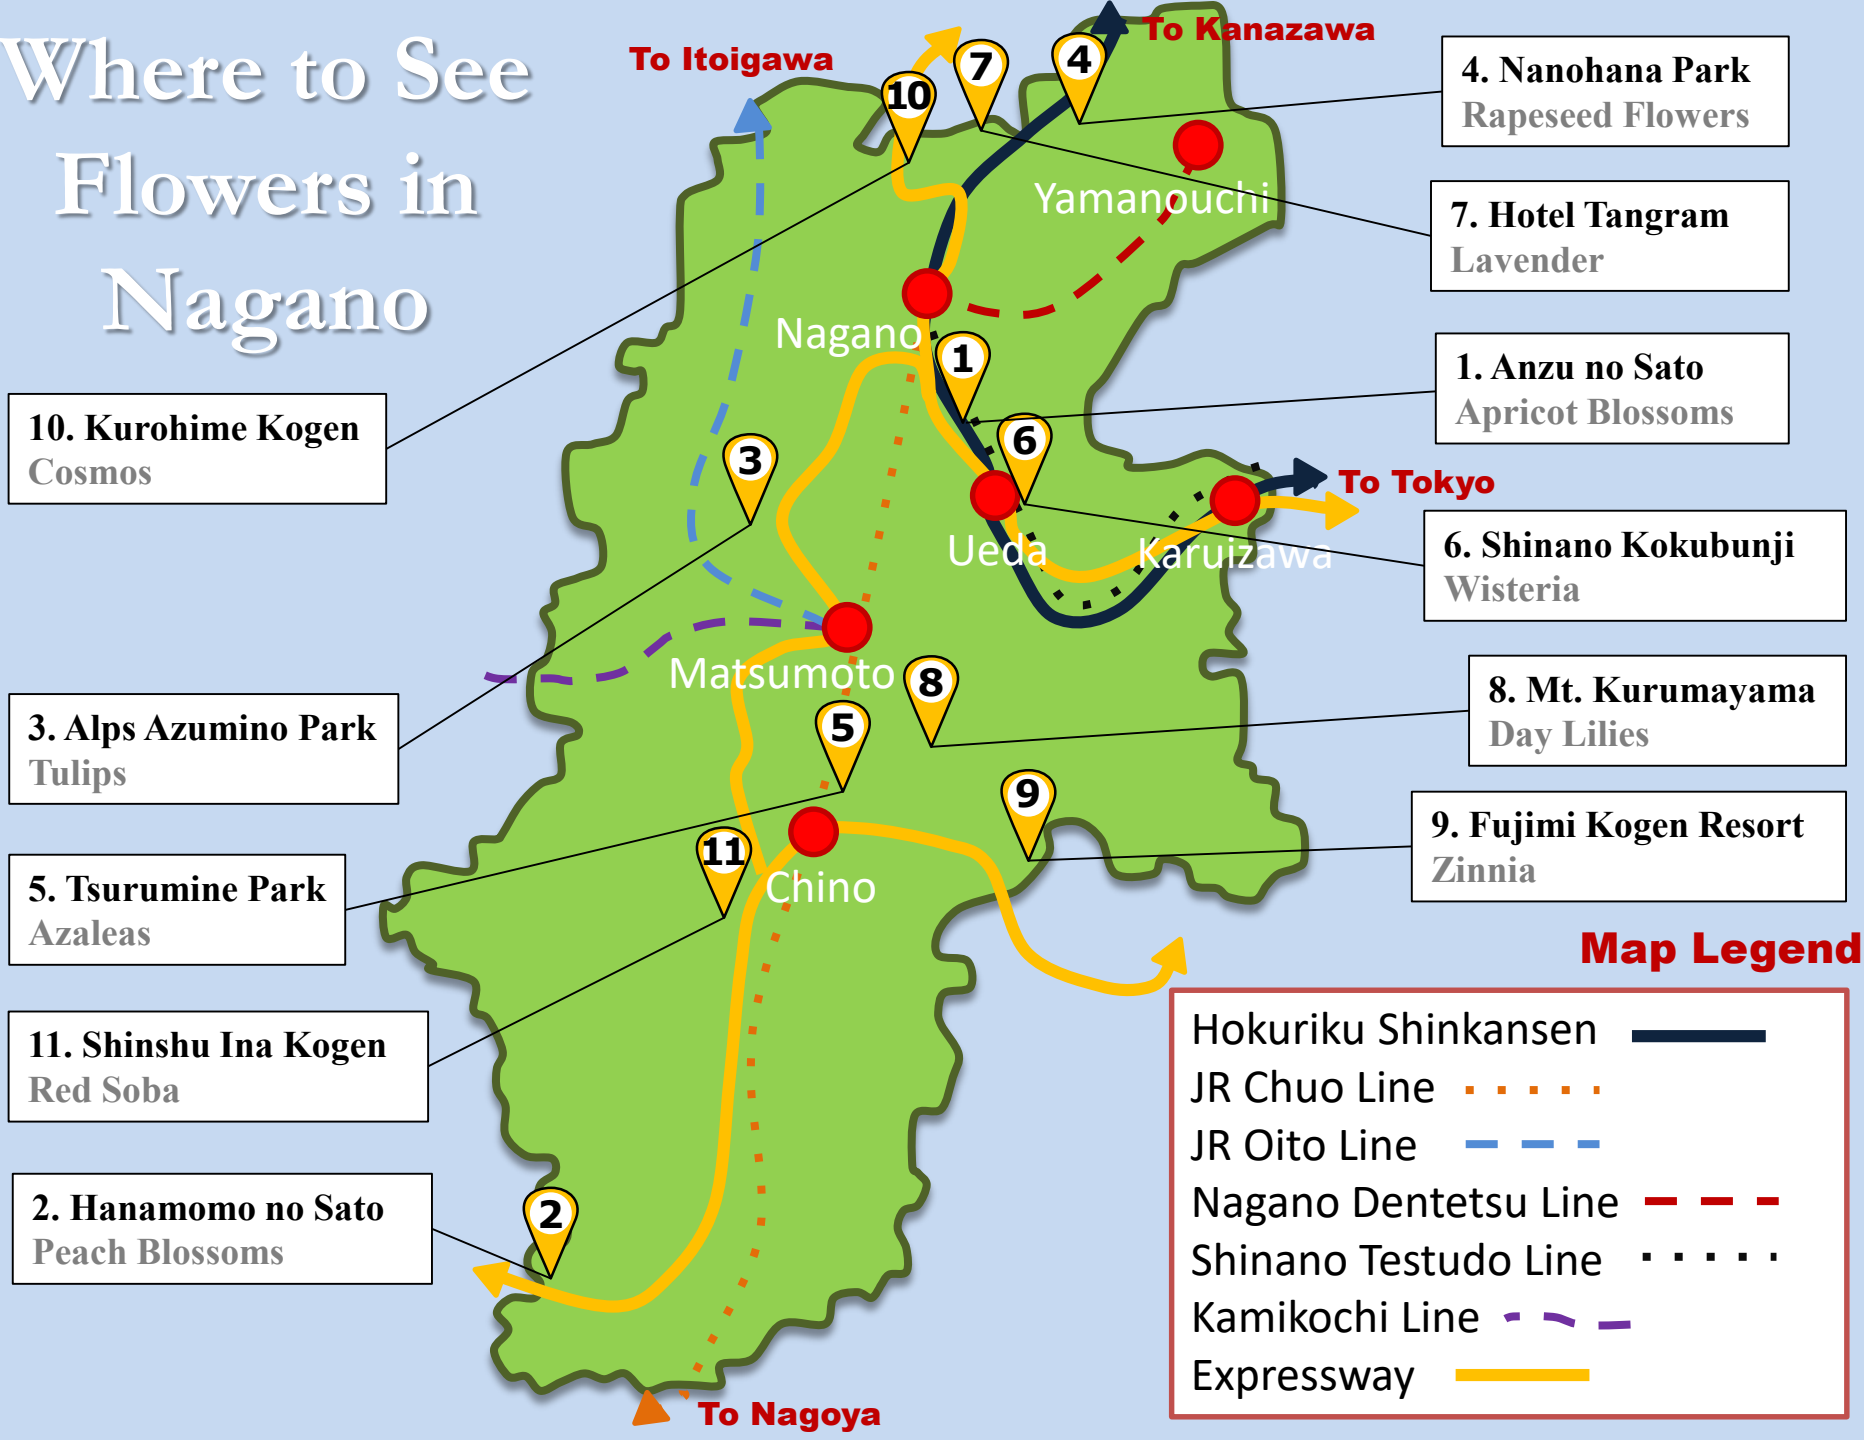 Where to See
Flowers in
Nagano
To Itoigawa
To Kanazawa
10
7
4
4. Nanohana Park
Rapeseed Flowers
Yamanouchi
7. Hotel Tangram
Lavender
Nagano
1
1. Anzu no Sato
Apricot Blossoms
10. Kurohime Kogen
Cosmos
3
6
To Tokyo
Ueda
Karuizawa
6. Shinano Kokubunji
Wisteria
Matsumoto
8
8. Mt. Kurumayama
Day Lilies
3. Alps Azumino Park
Tulips
5
9
9. Fujimi Kogen Resort
Zinnia
11
Chino
5. Tsurumine Park
Azaleas
11. Shinshu Ina Kogen
Red Soba
2. Hanamomo no Sato
Peach Blossoms
2
To Nagoya
Map Legend
Hokuriku Shinkansen
JR Chuo Line
JR Oito Line
Nagano Dentetsu Line
Shinano Testudo Line
Kamikochi Line
Expressway